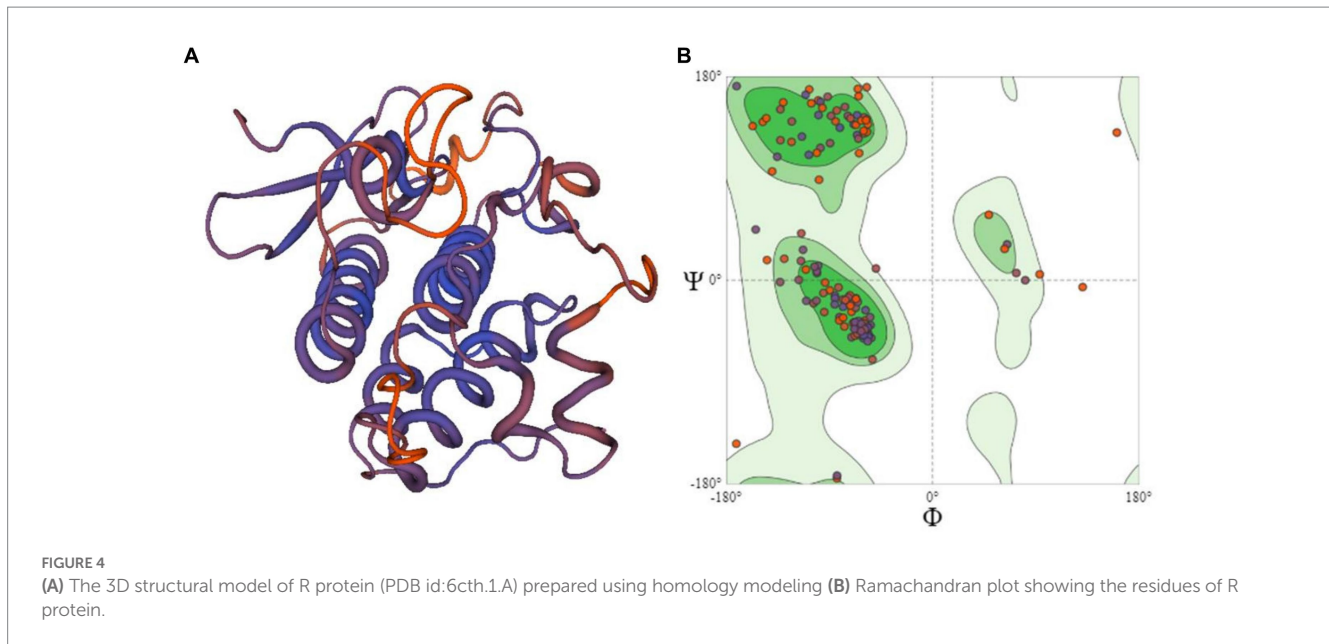 A
B
180°
Ψ 0°
-180°
-180° 0° 180°
Φ
FIGURE 4
(A) The 3D structural model of R protein (PDB id:6cth.1.A) prepared using homology modeling (B) Ramachandran plot showing the residues of R
protein.